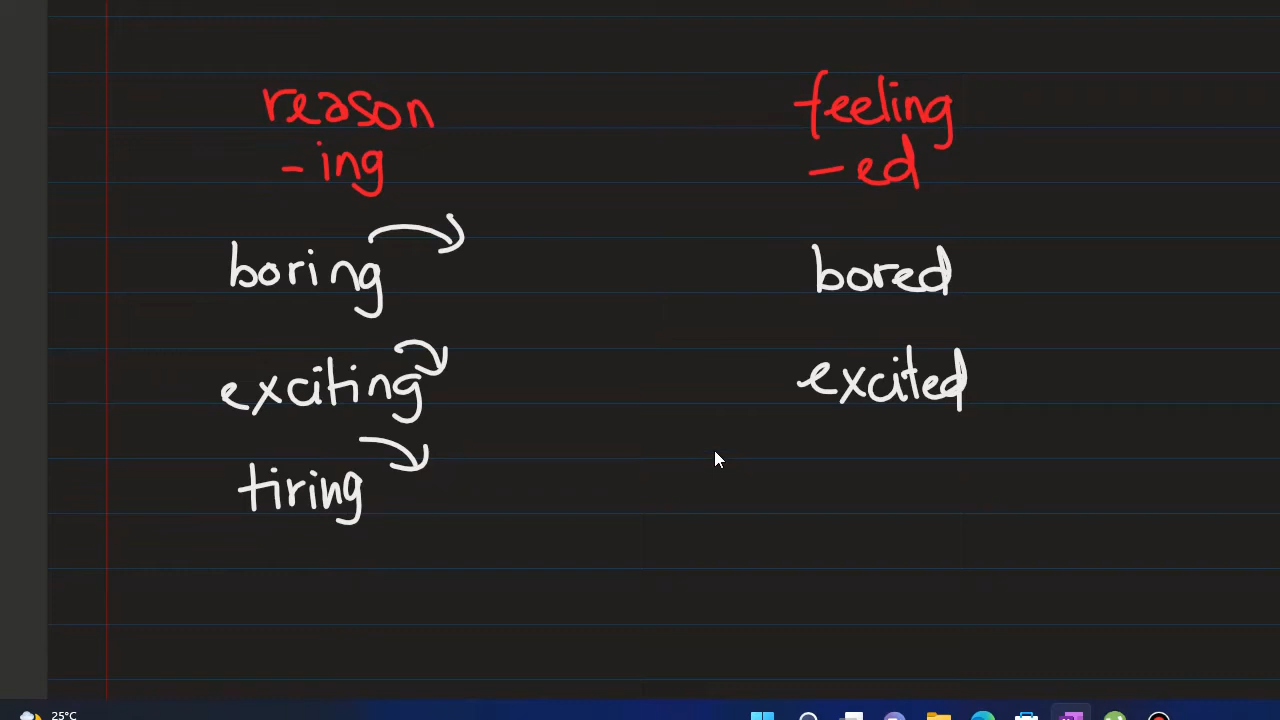 reason feeling
-ing -ed
boring bored
exciting excited
tiring
25°C